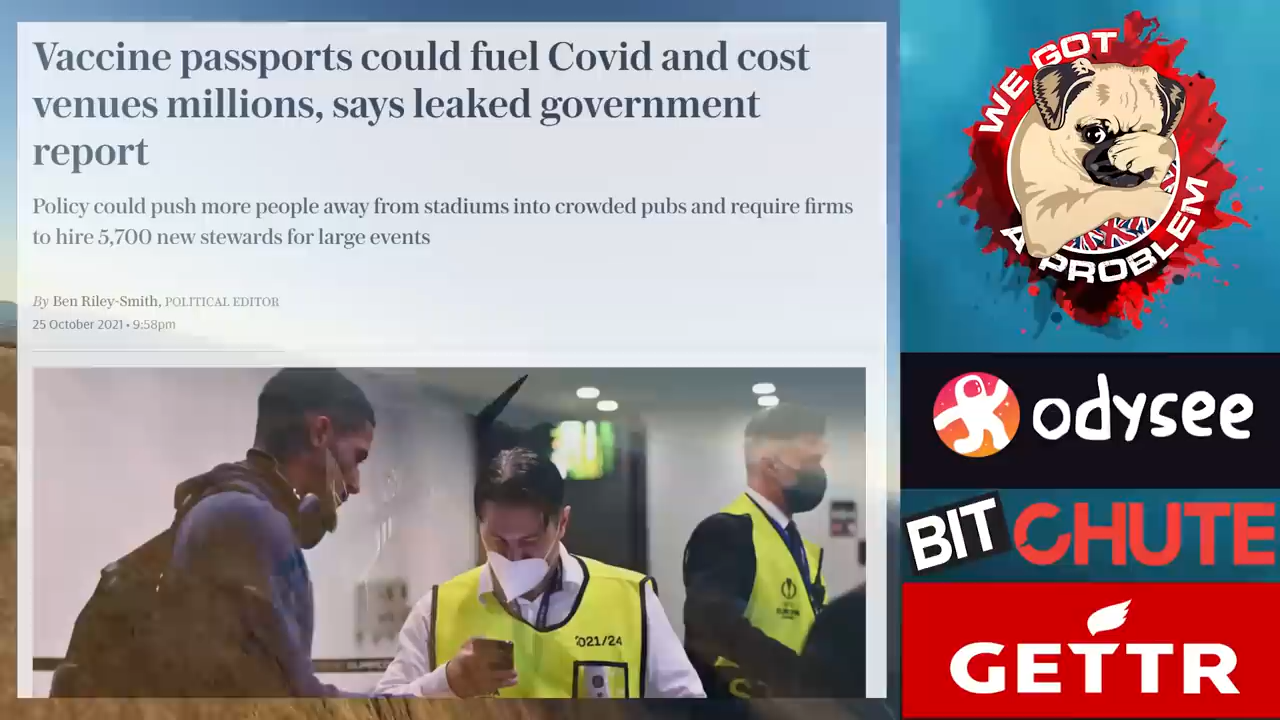 Vaccine passports could fuel Covid and cost
venues millions, says leaked government
report
Policy could push more people away from stadiums into crowded pubs and require firms
to hire 5,700 new stewards for large events
By Ben Riley-Smith, POLITICAL EDITOR
25 October 2021 • 9:58pm
2021/24
WE GOT
A PROBLEM
odysee
BITCHUTE
GETTR